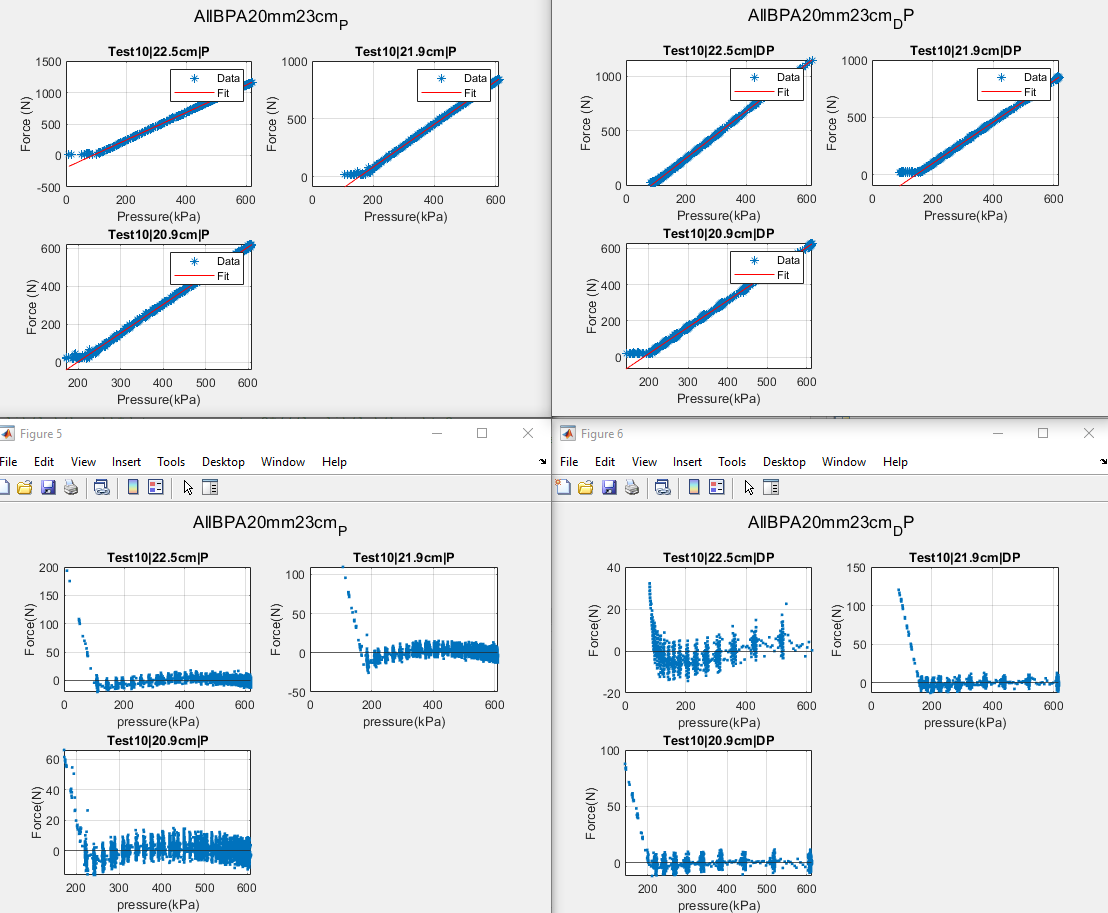 AllBPA20mm23cm_P
Test10|22.5cm|P
Force (N)
1500
1000
500
0
-500
Data
Fit
0
200
400
600
Pressure(kPa)
Test10|21.9cm|P
Force (N)
1000
500
0
Data
Fit
0
200
400
600
Pressure(kPa)
Test10|20.9cm|P
Force (N)
600
400
200
0
Data
Fit
200
300
400
500
600
Pressure(kPa)
AllBPA20mm23cm_DP
Test10|22.5cm|DP
Force (N)
1000
500
0
Data
Fit
0
200
400
600
Pressure(kPa)
Test10|21.9cm|DP
Force (N)
1000
500
0
Data
Fit
0
200
400
600
Pressure(kPa)
Test10|20.9cm|DP
Force (N)
600
400
200
0
Data
Fit
200
300
400
500
600
Pressure(kPa)
Figure 5
File Edit View Insert Tools Desktop Window Help
AllBPA20mm23cm_P
Test10|22.5cm|P
Force(N)
200
150
100
50
0
0
200
400
600
pressure(kPa)
Test10|21.9cm|P
Force(N)
100
50
0
-50
0
200
400
600
pressure(kPa)
Test10|20.9cm|P
Force(N)
60
40
20
0
200
300
400
500
600
pressure(kPa)
Figure 6
File Edit View Insert Tools Desktop Window Help
AllBPA20mm23cm_DP
Test10|22.5cm|DP
Force(N)
40
20
0
-20
0
200
400
600
pressure(kPa)
Test10|21.9cm|DP
Force(N)
150
100
50
0
0
200
400
600
pressure(kPa)
Test10|20.9cm|DP
Force(N)
100
50
0
200
300
400
500
600
pressure(kPa)